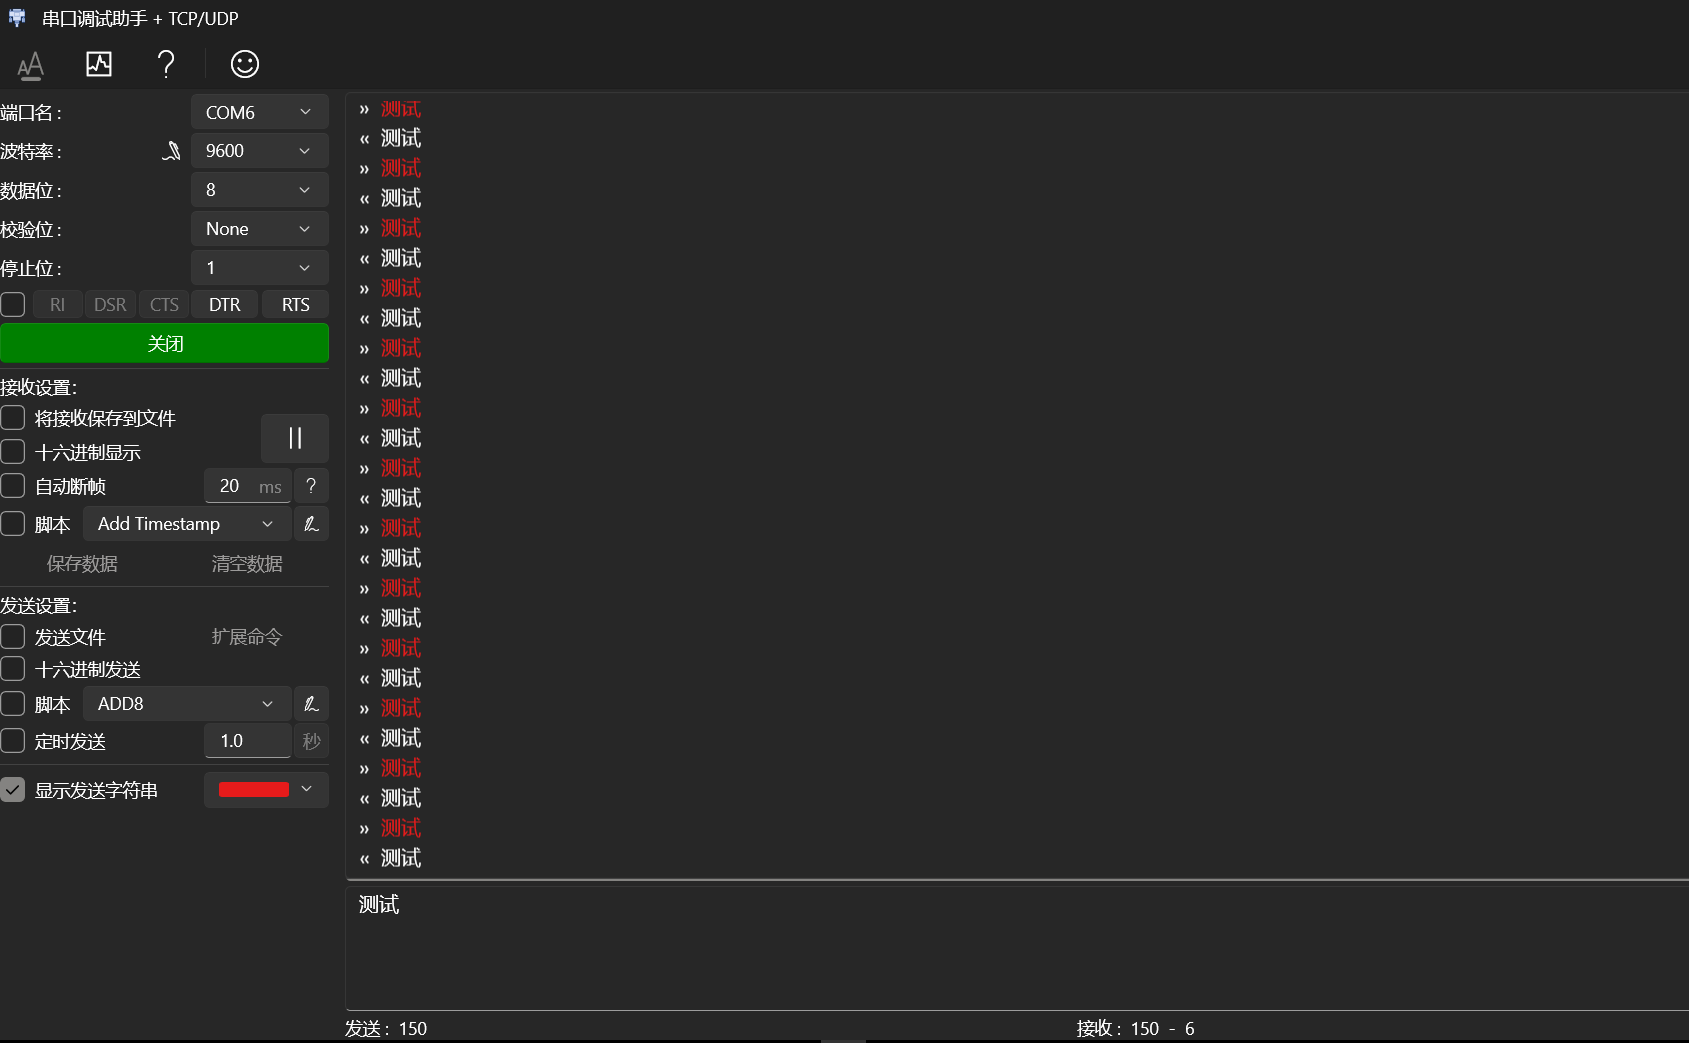 串口调试助手 + TCP/UDP
端口名 : COM6
波特率 : 9600
数据位 : 8
校验位 : None
停止位 : 1
RI DSR CTS DTR RTS
关闭
接收设置:
将接收保存到文件
十六进制显示
自动断帧 20 ms ?
脚本 Add Timestamp
保存数据 清空数据
发送设置:
发送文件 扩展命令
十六进制发送
脚本 ADD8
定时发送 1.0 秒
显示发送字符串
» 测试
« 测试
» 测试
« 测试
» 测试
« 测试
» 测试
« 测试
» 测试
« 测试
» 测试
« 测试
» 测试
« 测试
» 测试
« 测试
» 测试
« 测试
» 测试
« 测试
» 测试
« 测试
» 测试
« 测试
» 测试
« 测试
测试
发送 : 150 接收 : 150 - 6